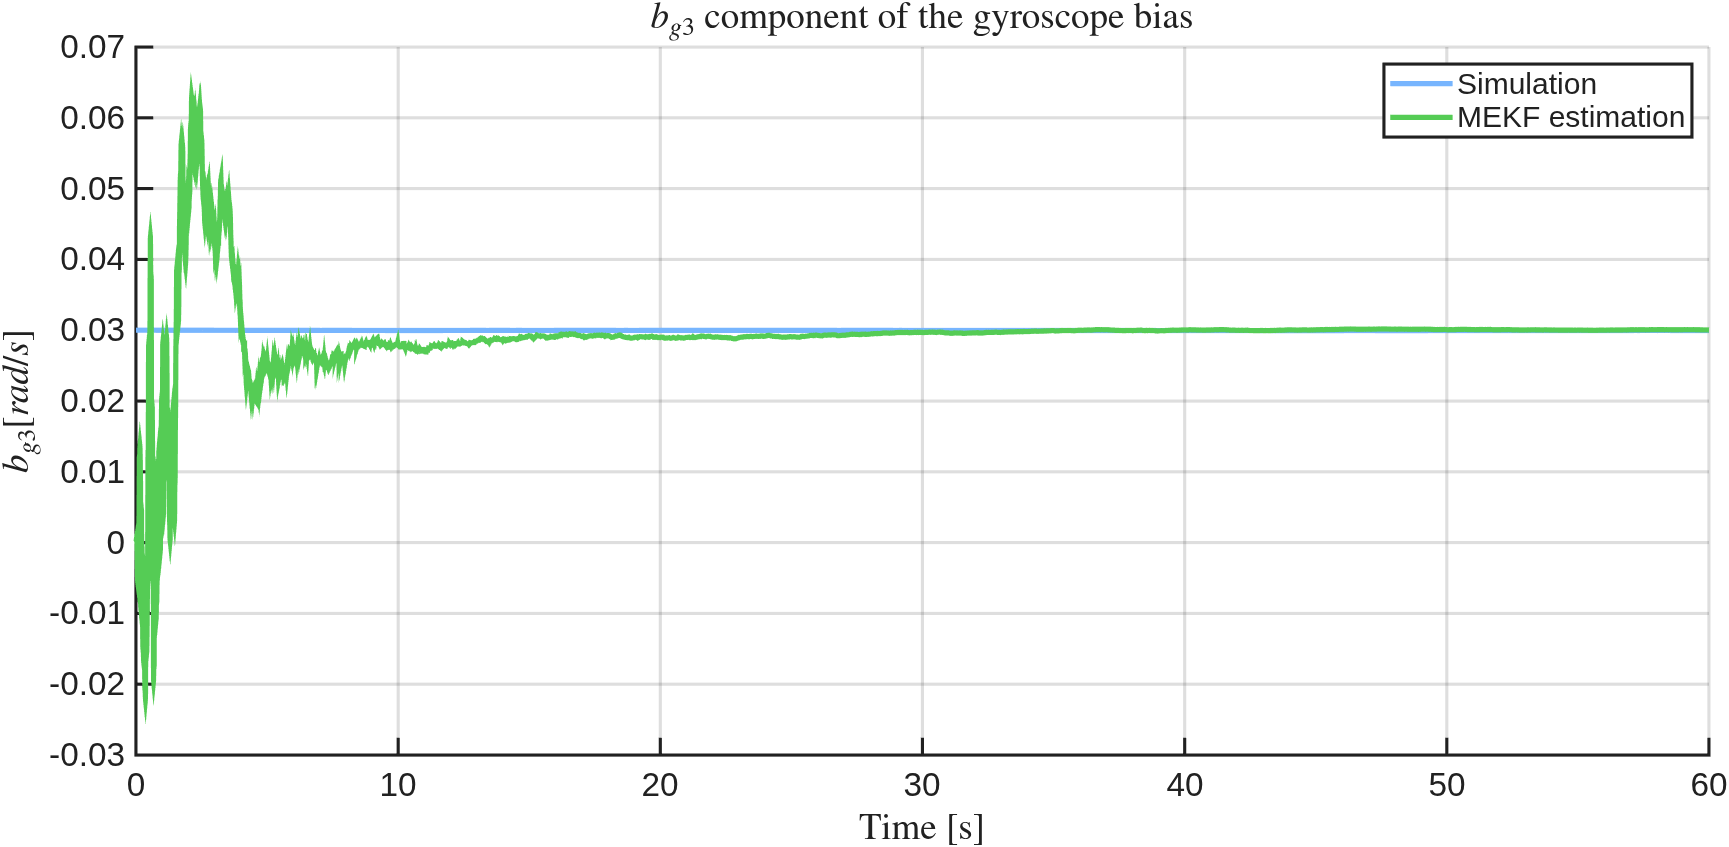 b_g3 component of the gyroscope bias
0.07
0.06
0.05
0.04
0.03
0.02
0.01
0
-0.01
-0.02
-0.03
b_g3[rad/s]
Simulation
MEKF estimation
0 10 20 30 40 50 60
Time [s]